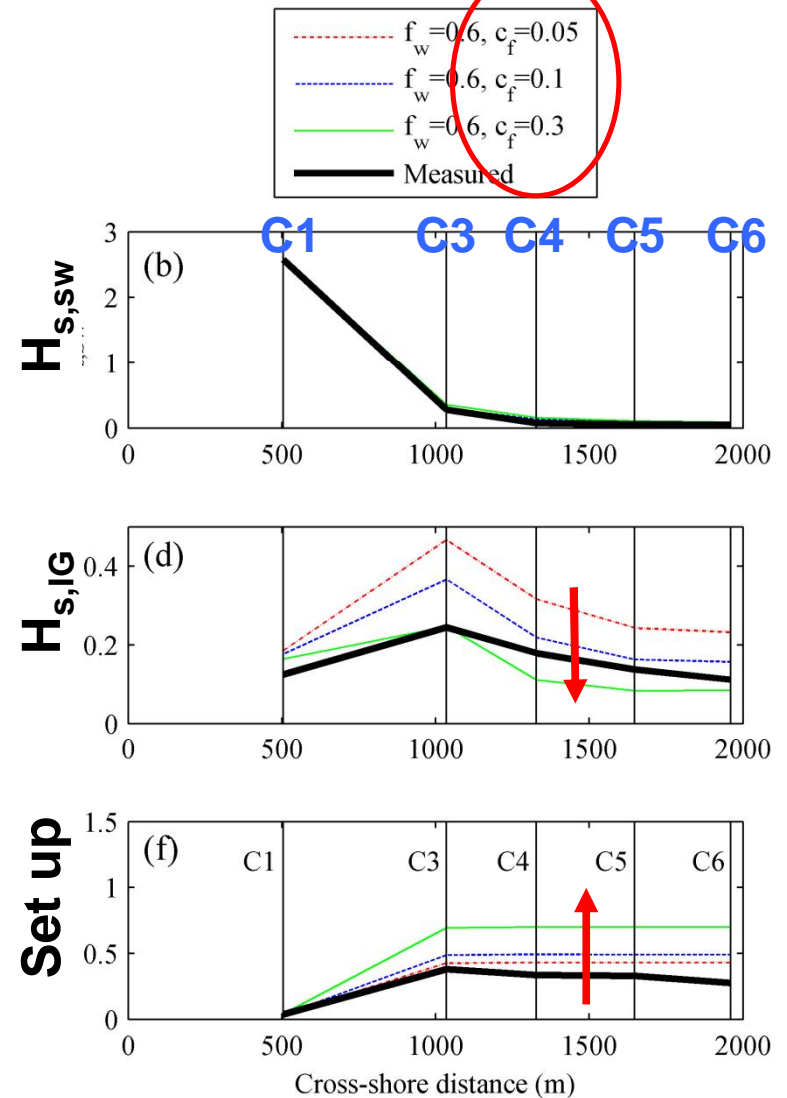 f_w=0.6, c_f=0.05
f_w=0.6, c_f=0.1
f_w=0.6, c_f=0.3
Measured
C1 C3 C4 C5 C6
H_s,sw
(b)
3
2
1
0
0 500 1000 1500 2000
H_s,IG
(d)
0.4
0.2
0
0 500 1000 1500 2000
Set up
(f)
C1 C3 C4 C5 C6
1.5
1
0.5
0
0 500 1000 1500 2000
Cross-shore distance (m)